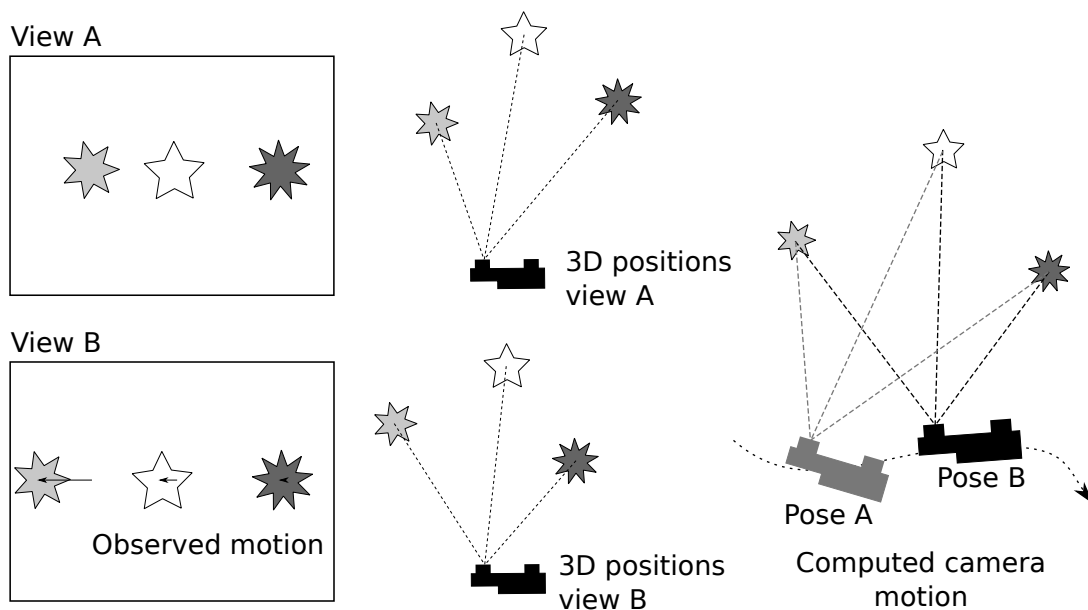 View A
3D positions
view A
View B
Observed motion
3D positions
view B
Pose A
Pose B
Computed camera
motion